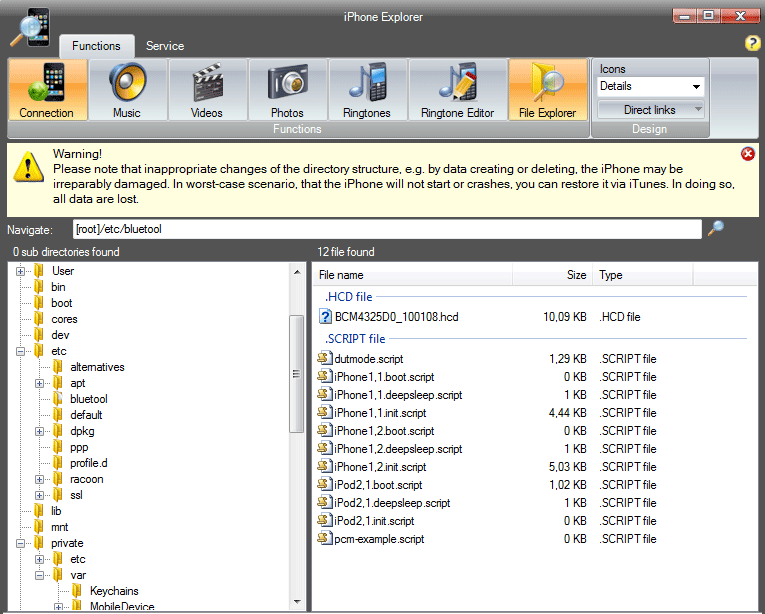 iPhone Explorer
Functions Service
Connection Music Videos Photos Ringtones Ringtone Editor File Explorer
Functions
Icons
Details
Direct links
Design
Warning!
Please note that inappropriate changes of the directory structure, e.g. by data creating or deleting, the iPhone may be
irreparably damaged. In worst-case scenario, that the iPhone will not start or crashes, you can restore it via iTunes. In doing so,
all data are lost.
Navigate: [root]/etc/bluetool
0 sub directories found
User
bin
boot
cores
dev
etc
alternatives
apt
bluetool
default
dpkg
ppp
profile.d
racoon
ssl
lib
mnt
private
etc
var
Keychains
MobileDevice
12 file found
File name Size Type
.HCD file
BCM4325D0_100108.hcd 10,09 KB .HCD file
.SCRIPT file
dutmode.script 1,29 KB .SCRIPT file
iPhone1,1.boot.script 0 KB .SCRIPT file
iPhone1,1.deepsleep.script 1 KB .SCRIPT file
iPhone1,1.init.script 4,44 KB .SCRIPT file
iPhone1,2.boot.script 0 KB .SCRIPT file
iPhone1,2.deepsleep.script 1 KB .SCRIPT file
iPhone1,2.init.script 5,03 KB .SCRIPT file
iPod2,1.boot.script 1,02 KB .SCRIPT file
iPod2,1.deepsleep.script 1 KB .SCRIPT file
iPod2,1.init.script 0 KB .SCRIPT file
pcm-example.script 0 KB .SCRIPT file